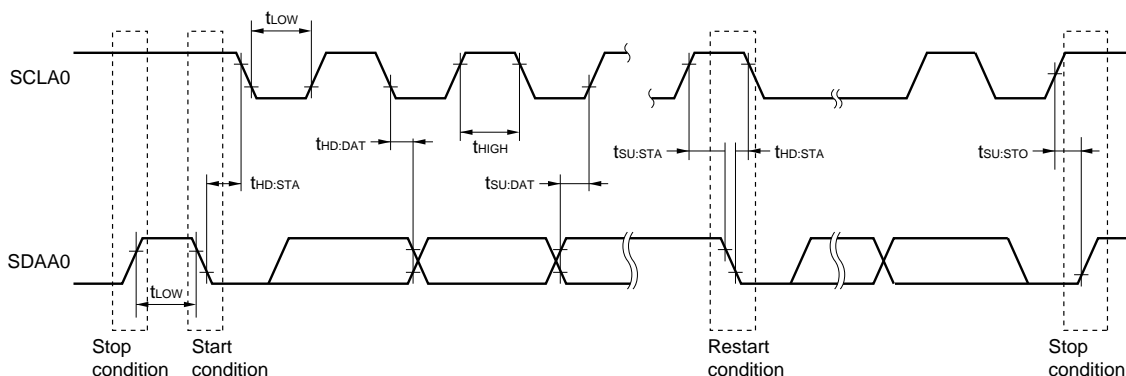 tLOW
SCLA0
tHD:DAT
tHIGH
tSU:STA
tHD:STA
tSU:STO
tHD:STA
tSU:DAT
SDAA0
tLOW
Stop
condition
Start
condition
Restart
condition
Stop
condition